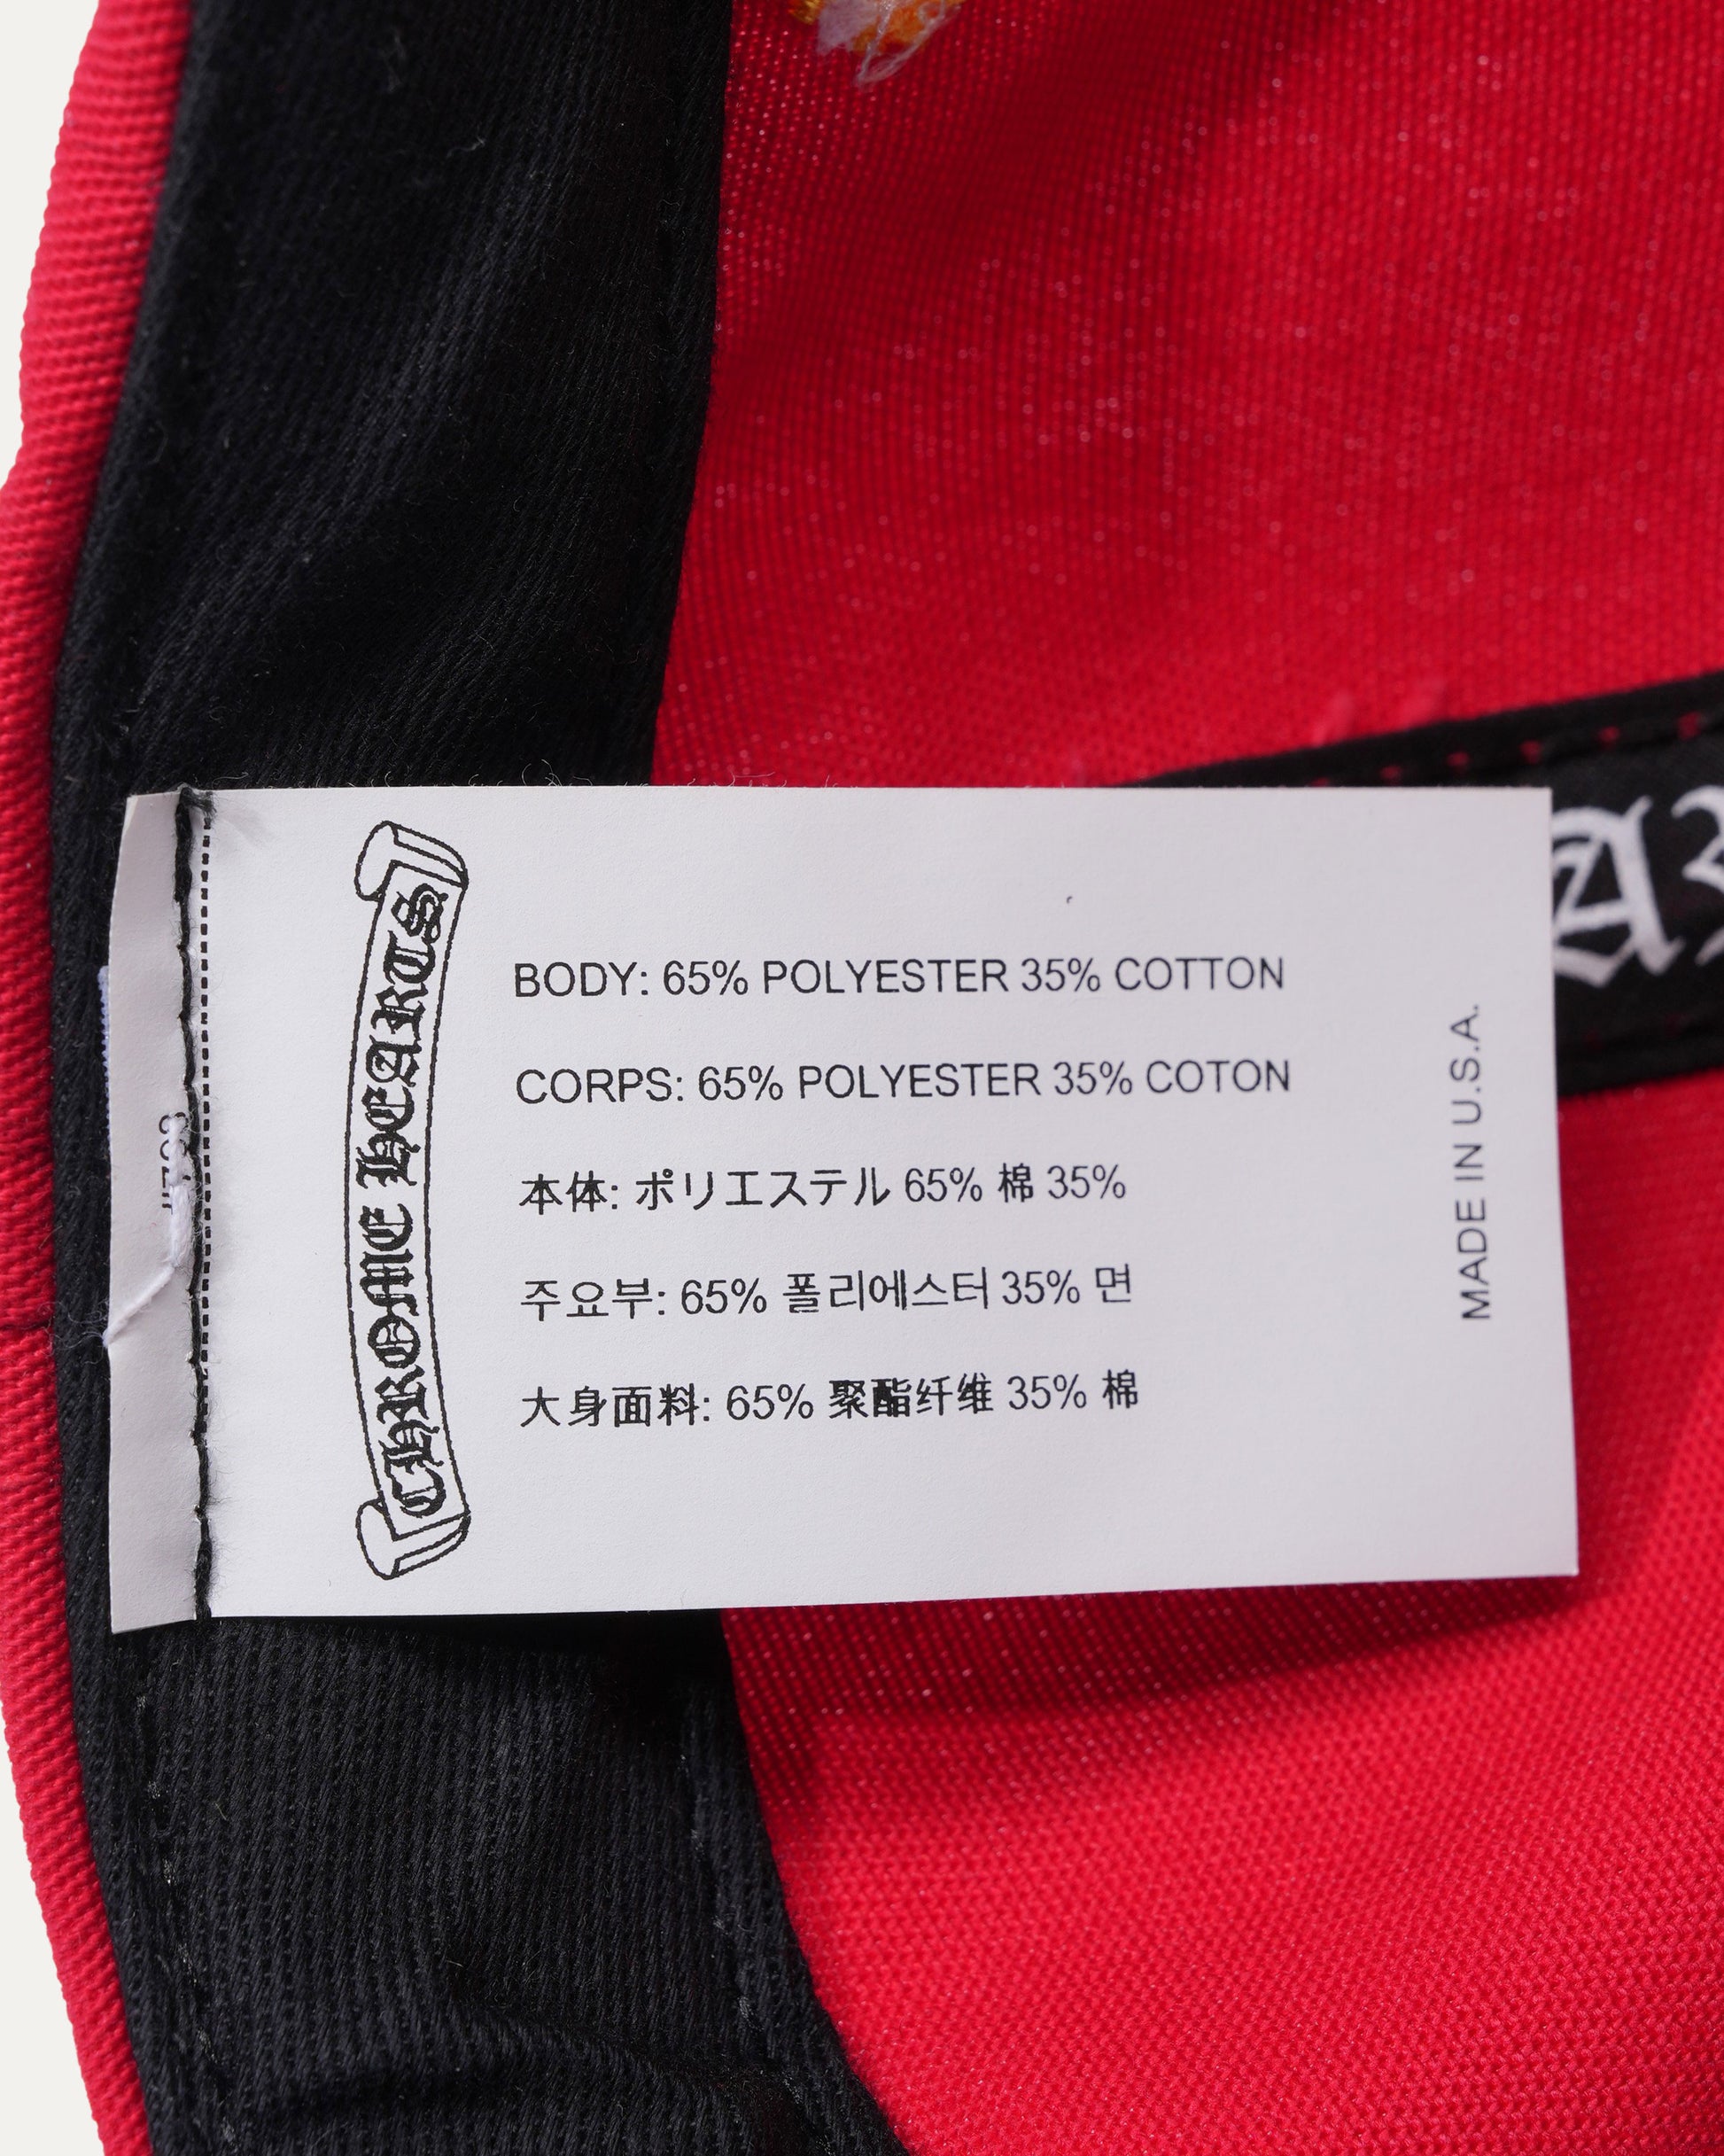 CHROME HEARTS
BODY: 65% POLYESTER 35% COTTON
CORPS: 65% POLYESTER 35% COTON
本体: ポリエステル 65% 棉 35%
주요부: 65% 폴리에스터 35% 면
大身面料: 65% 聚酯纤维 35% 棉
MADE IN U.S.A.